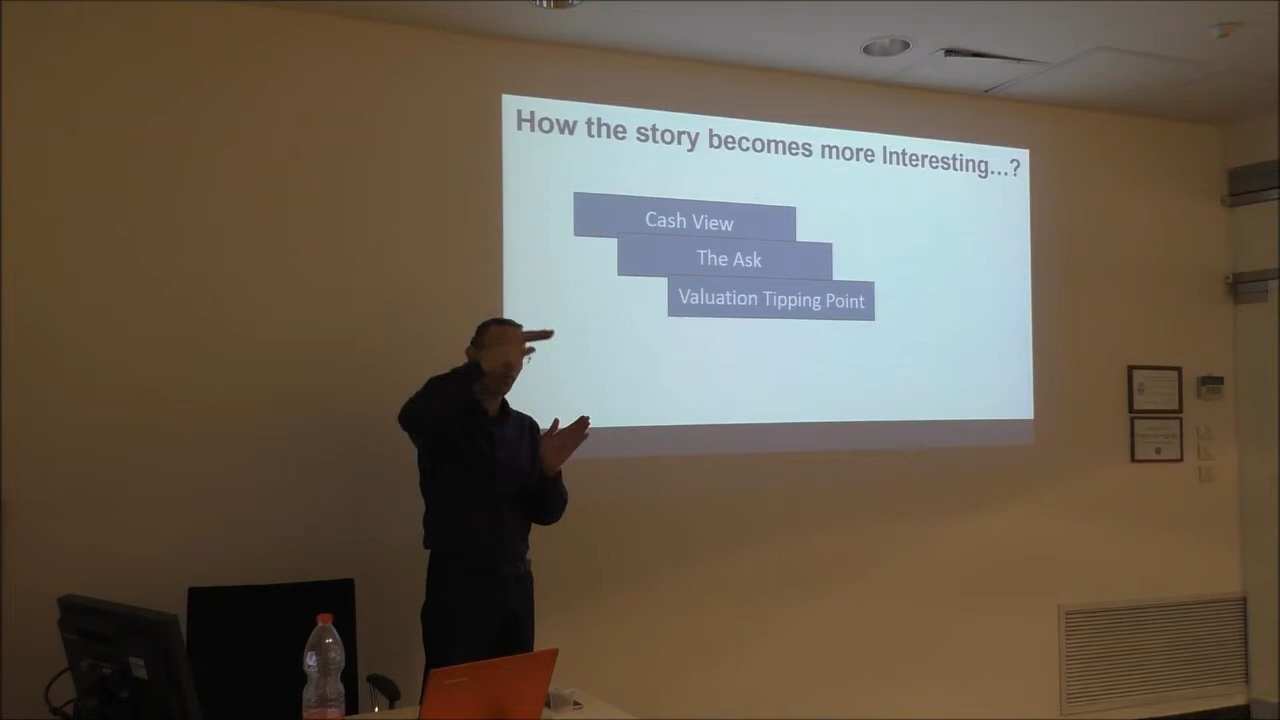 How the story becomes more Interesting...?
Cash View
The Ask
Valuation Tipping Point